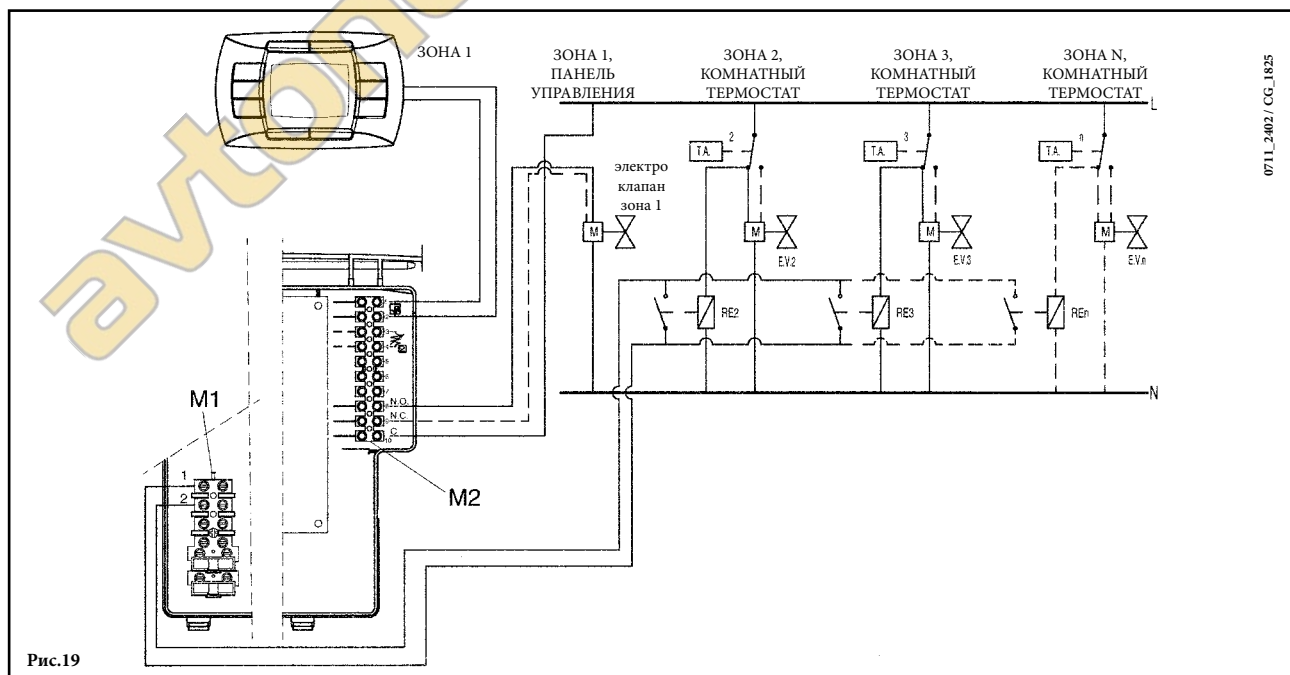 ЗОНА 1
ЗОНА 1,
ПАНЕЛЬ
УПРАВЛЕНИЯ
ЗОНА 2,
КОМНАТНЫЙ
ТЕРМОСТАТ
ЗОНА 3,
КОМНАТНЫЙ
ТЕРМОСТАТ
ЗОНА N,
КОМНАТНЫЙ
ТЕРМОСТАТ
L
0711_2402 / CG_1825
T.A.
2
T.A.
3
T.A.
n
электро
клапан
зона 1
M
M
M
M
E.V.2
E.V.3
E.V.n
RE2
RE3
REn
N
N.O.
N.C.
C
10
M1
1
2
M2
Рис.19